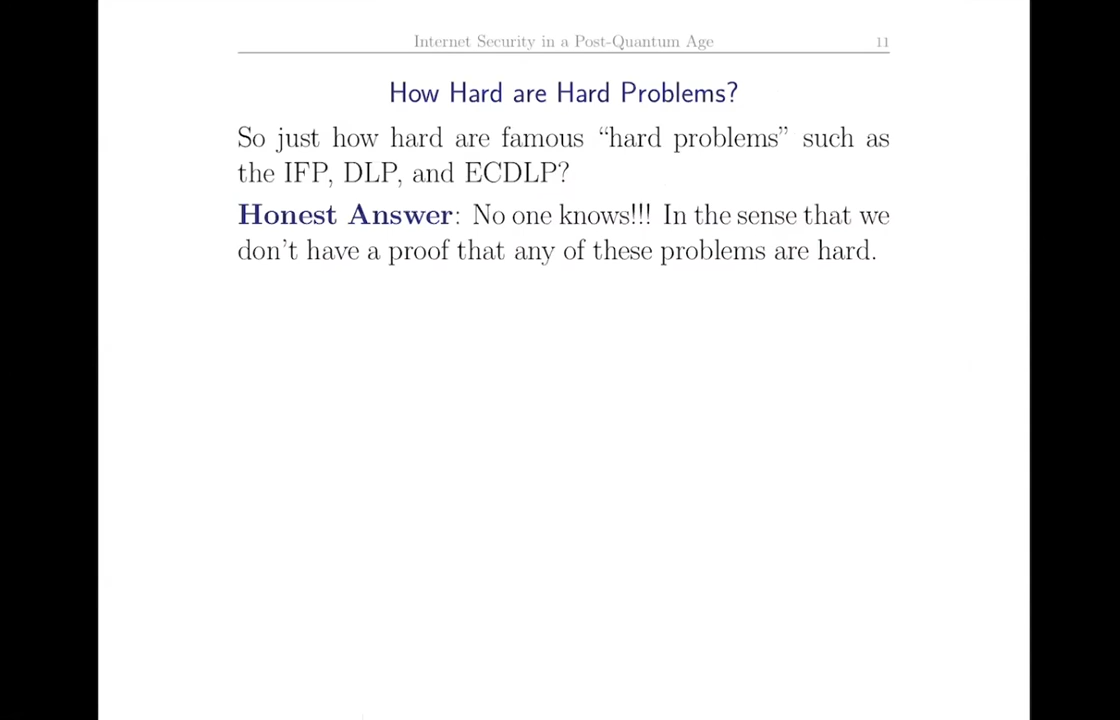 Internet Security in a Post-Quantum Age 11
How Hard are Hard Problems?
So just how hard are famous “hard problems” such as
the IFP, DLP, and ECDLP?
Honest Answer: No one knows!!! In the sense that we
don’t have a proof that any of these problems are hard.